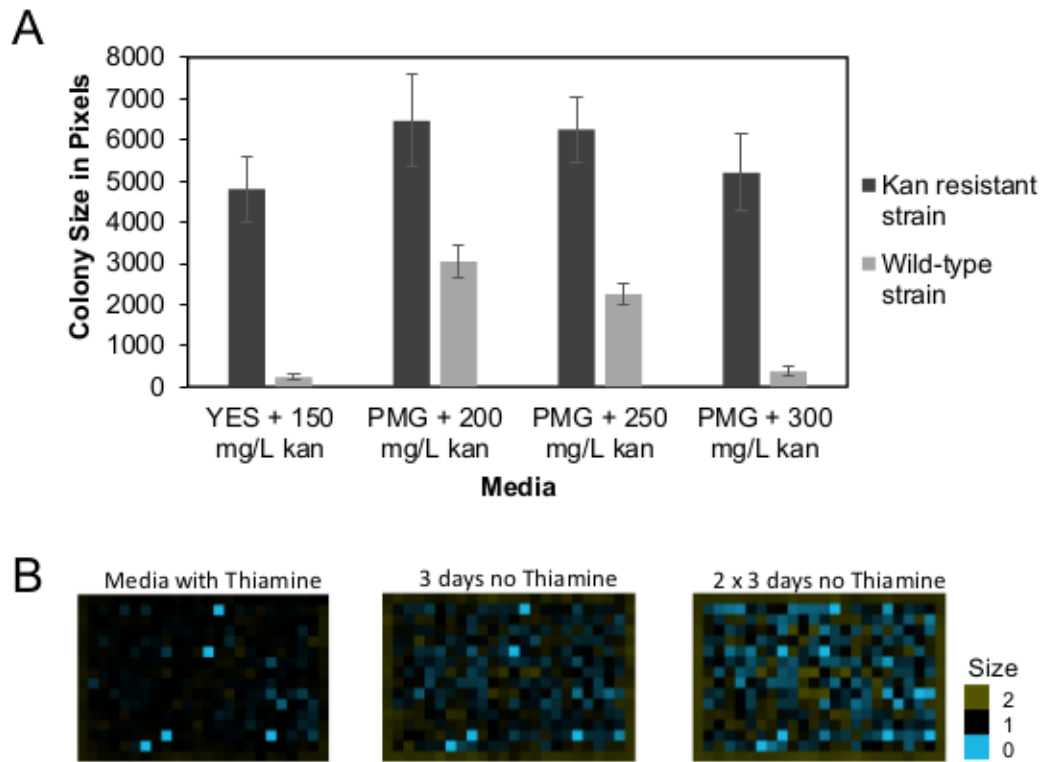 A
8000
7000
6000
5000
4000
3000
2000
1000
0
Colony Size in Pixels
Kan resistant
strain
Wild-type
strain
YES + 150
mg/L kan
PMG + 200
mg/L kan
PMG + 250
mg/L kan
PMG + 300
mg/L kan
Media
B
Media with Thiamine
3 days no Thiamine
2 x 3 days no Thiamine
Size
2
1
0